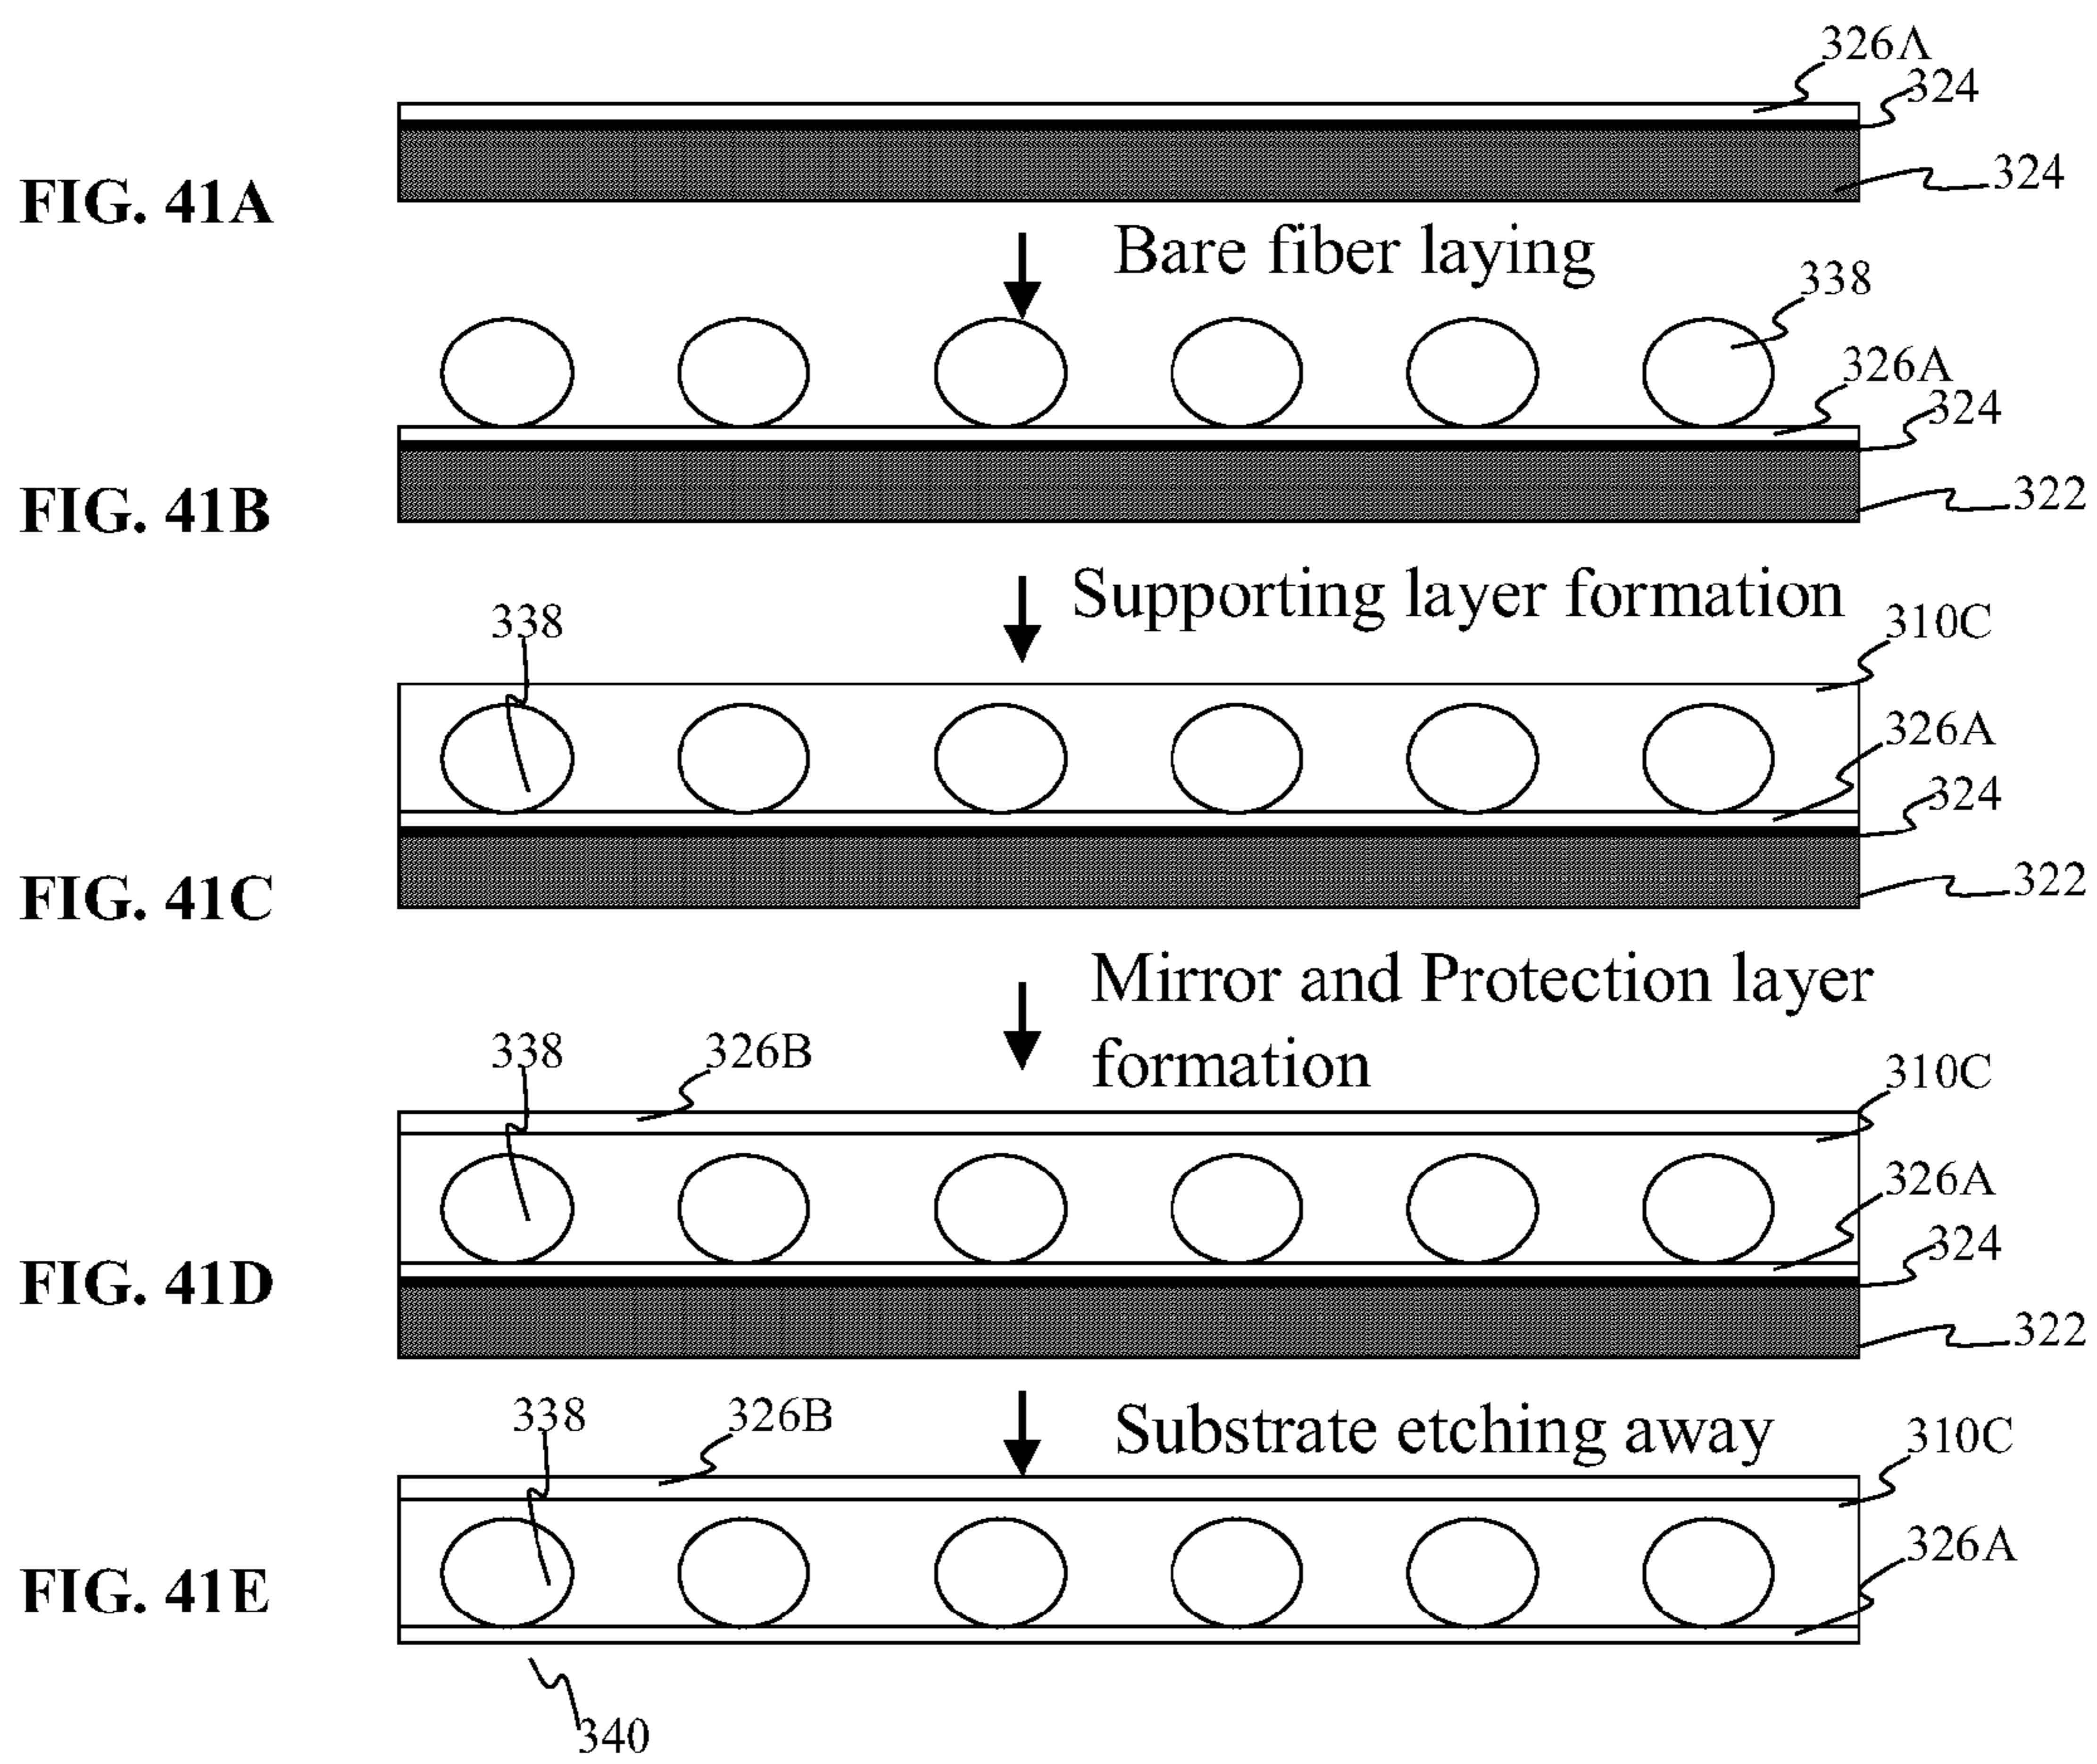 326A
324
324
FIG. 41A
Bare fiber laying
338
326A
324
322
FIG. 41B
Supporting layer formation
338
310C
326A
324
322
FIG. 41C
Mirror and Protection layer
formation
338
326B
310C
326A
324
322
FIG. 41D
Substrate etching away
338
326B
310C
326A
FIG. 41E
340